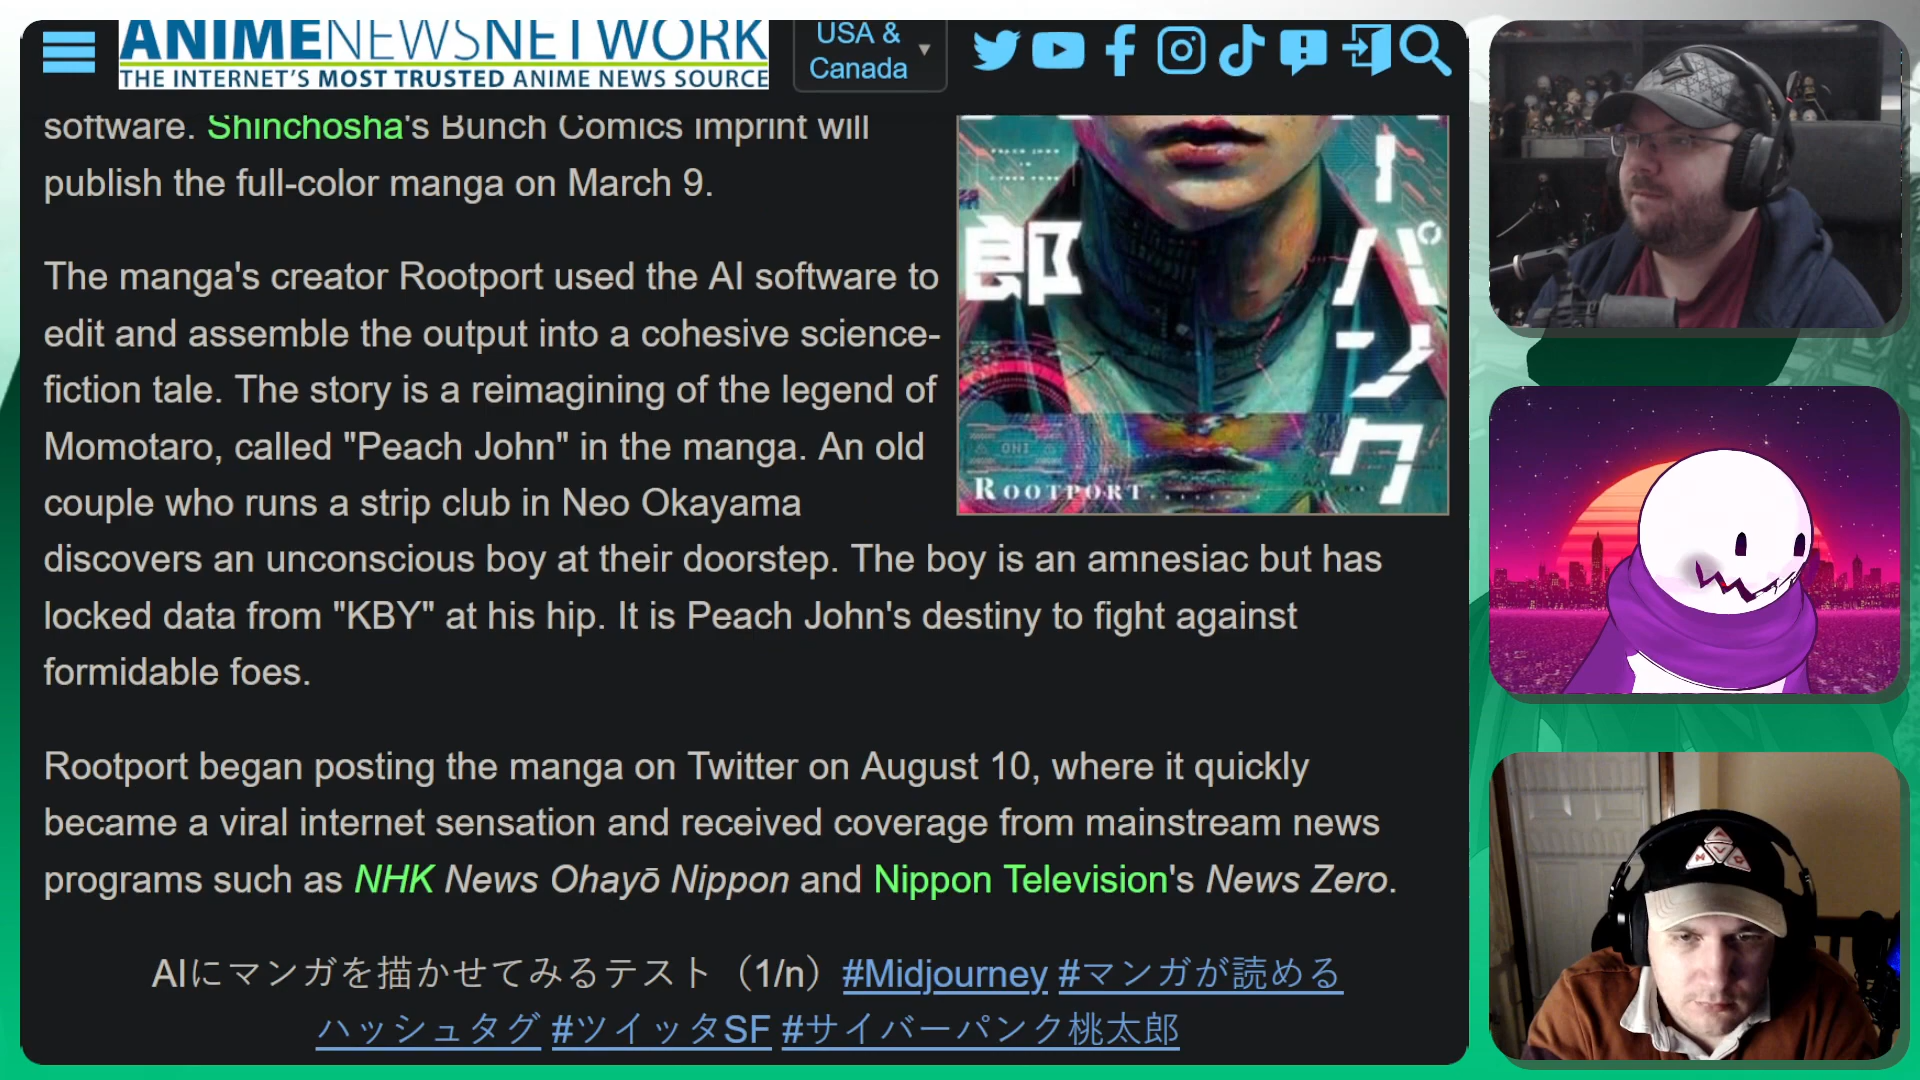 ANIMENEWSNETWORK
THE INTERNET'S MOST TRUSTED ANIME NEWS SOURCE
USA &
Canada
software. Shinchosha's Bunch Comics imprint will
publish the full-color manga on March 9.
The manga's creator Rootport used the AI software to
edit and assemble the output into a cohesive science-
fiction tale. The story is a reimagining of the legend of
Momotaro, called "Peach John" in the manga. An old
couple who runs a strip club in Neo Okayama
discovers an unconscious boy at their doorstep. The boy is an amnesiac but has
locked data from "KBY" at his hip. It is Peach John's destiny to fight against
formidable foes.
ーパンク
郎
ONI
ROOTPORT
Rootport began posting the manga on Twitter on August 10, where it quickly
became a viral internet sensation and received coverage from mainstream news
programs such as NHK News Ohayō Nippon and Nippon Television's News Zero.
AIにマンガを描かせてみるテスト（1/n）#Midjourney #マンガが読める
ハッシュタグ #ツイッタSF #サイバーパンク桃太郎